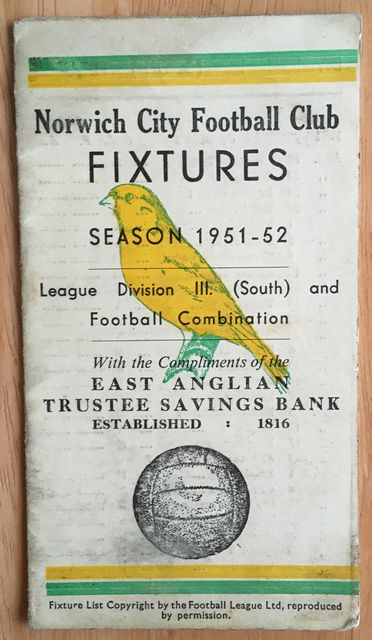 Norwich City Football Club
FIXTURES
SEASON 1951-52
League Division III. (South) and
Football Combination
With the Compliments of the
EAST ANGLIAN
TRUSTEE SAVINGS BANK
ESTABLISHED : 1816
Fixture List Copyright by the Football League Ltd, reproduced
by permission.